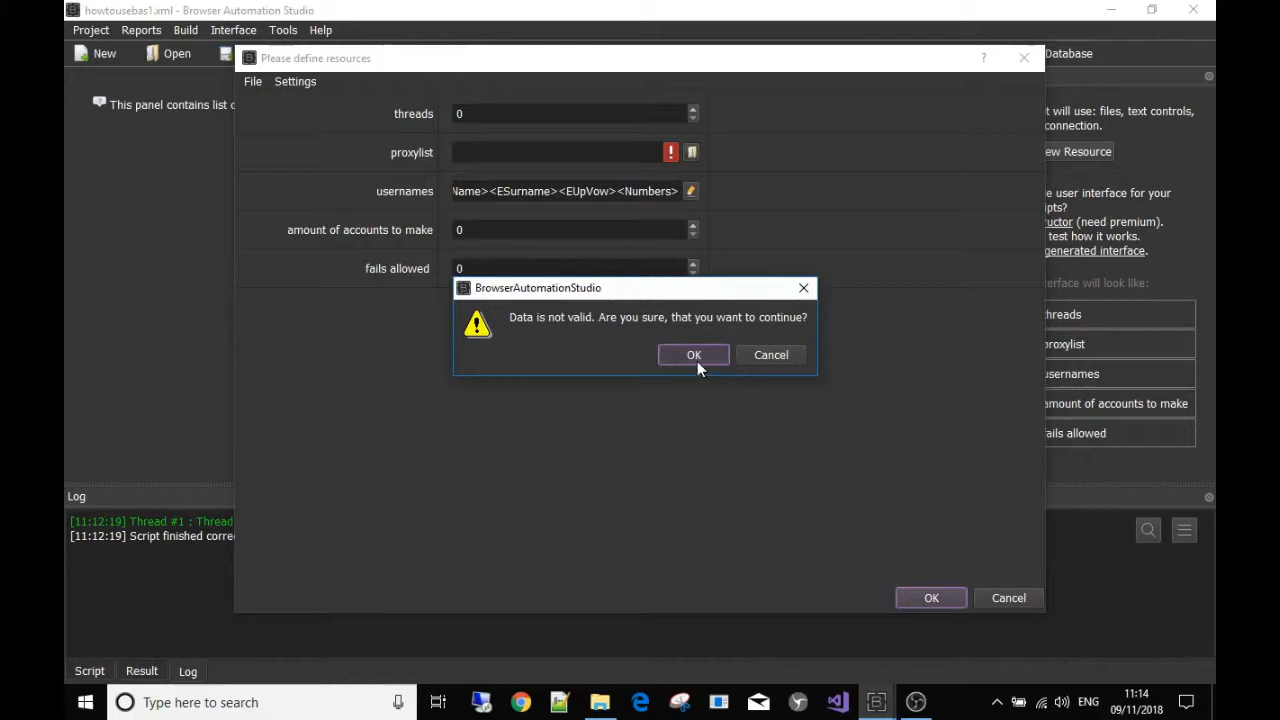 howtousebas1.xml - Browser Automation Studio
Project Reports Build Interface Tools Help
New Open Database
Please define resources
File Settings
This panel contains list o
threads 0
proxylist
usernames Name><ESurname><EUpVow><Numbers>
amount of accounts to make 0
fails allowed 0
BrowserAutomationStudio
Data is not valid. Are you sure, that you want to continue?
OK Cancel
OK Cancel
t will use: files, text controls,
connection.
ew Resource
e user interface for your
ipts?
tructor (need premium).
test how it works.
generated interface.
terface will look like:
threads
proxylist
usernames
amount of accounts to make
fails allowed
Log
[11:12:19] Thread #1 : Thread
[11:12:19] Script finished corre
Script Result Log
Type here to search
ENG
11:14
09/11/2018